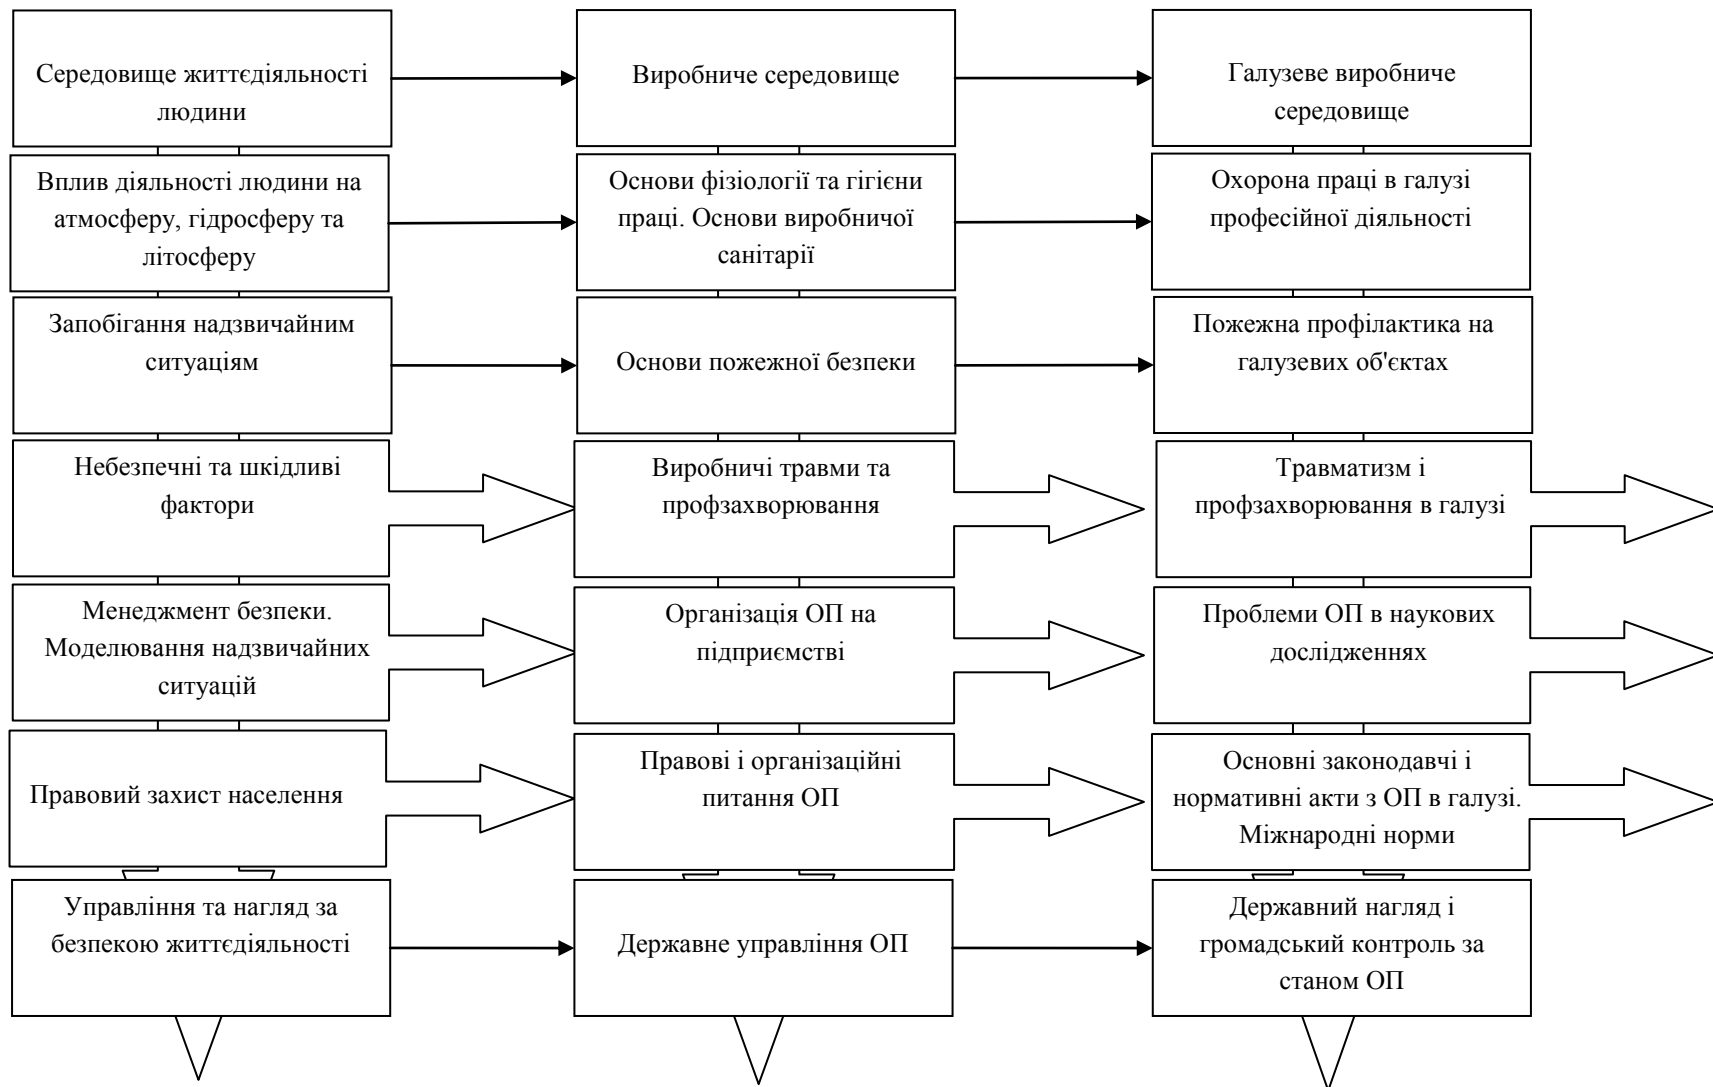 Середовище життєдіяльності
людини
Виробниче середовище
Галузеве виробниче
середовище
Вплив діяльності людини на
атмосферу, гідросферу та
літосферу
Основи фізіології та гігієни
праці. Основи виробничої
санітарії
Охорона праці в галузі
професійної діяльності
Запобігання надзвичайним
ситуаціям
Основи пожежної безпеки
Пожежна профілактика на
галузевих об'єктах
Небезпечні та шкідливі
фактори
Виробничі травми та
профзахворювання
Травматизм і
профзахворювання в галузі
Менеджмент безпеки.
Моделювання надзвичайних
ситуацій
Організація ОП на
підприємстві
Проблеми ОП в наукових
дослідженнях
Правовий захист населення
Правові і організаційні
питання ОП
Основні законодавчі і
нормативні акти з ОП в галузі.
Міжнародні норми
Управління та нагляд за
безпекою життєдіяльності
Державне управління ОП
Державний нагляд і
громадський контроль за
станом ОП